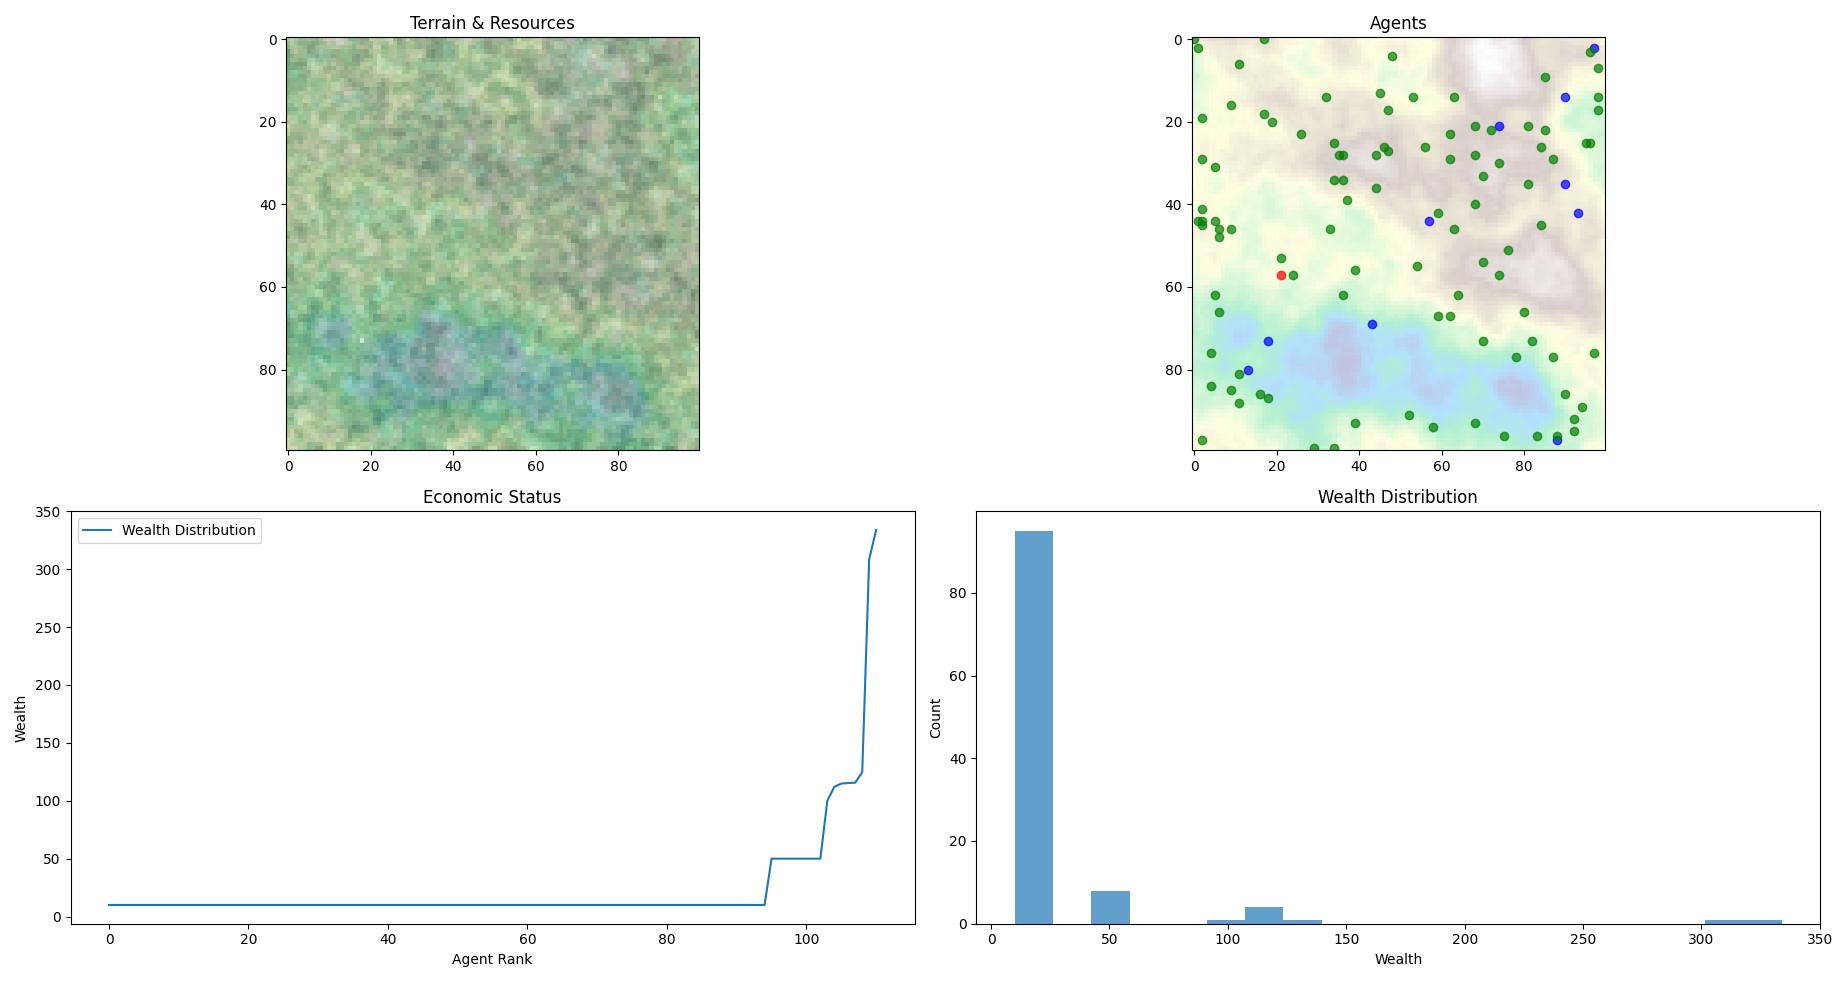 Terrain & Resources
0
20
40
60
80
0 20 40 60 80
Agents
0
20
40
60
80
0 20 40 60 80
Economic Status
Wealth Distribution
350
300
250
200
150
100
50
0
Wealth
0 20 40 60 80 100
Agent Rank
Wealth Distribution
80
60
40
20
0
Count
0 50 100 150 200 250 300 350
Wealth